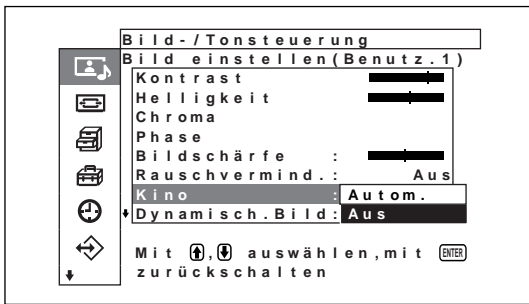 Bild-/Tonsteuerung
Bild einstellen(Benutz.1)
Kontrast
Helligkeit
Chroma
Phase
Bildschärfe :
Rauschvermind.: Aus
Kino : Autom.
Dynamisch.Bild: Aus
Mit ↑,↓ auswählen,mit ENTER
zurückschalten